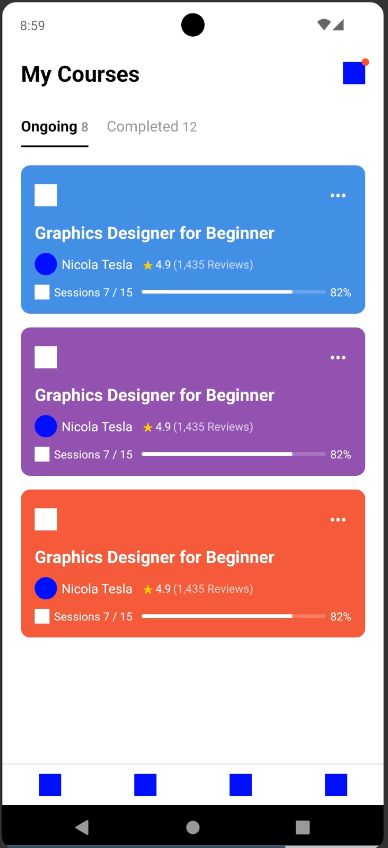 8:59
My Courses
Ongoing 8 Completed 12
Graphics Designer for Beginner
Nicola Tesla ★ 4.9 (1,435 Reviews)
Sessions 7 / 15 82%
Graphics Designer for Beginner
Nicola Tesla ★ 4.9 (1,435 Reviews)
Sessions 7 / 15 82%
Graphics Designer for Beginner
Nicola Tesla ★ 4.9 (1,435 Reviews)
Sessions 7 / 15 82%